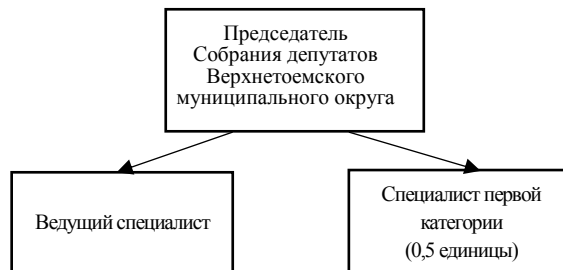 Председатель
Собрания депутатов
Верхнетоемского
муниципального округа
Ведущий специалист
Специалист первой
категории
(0,5 единицы)